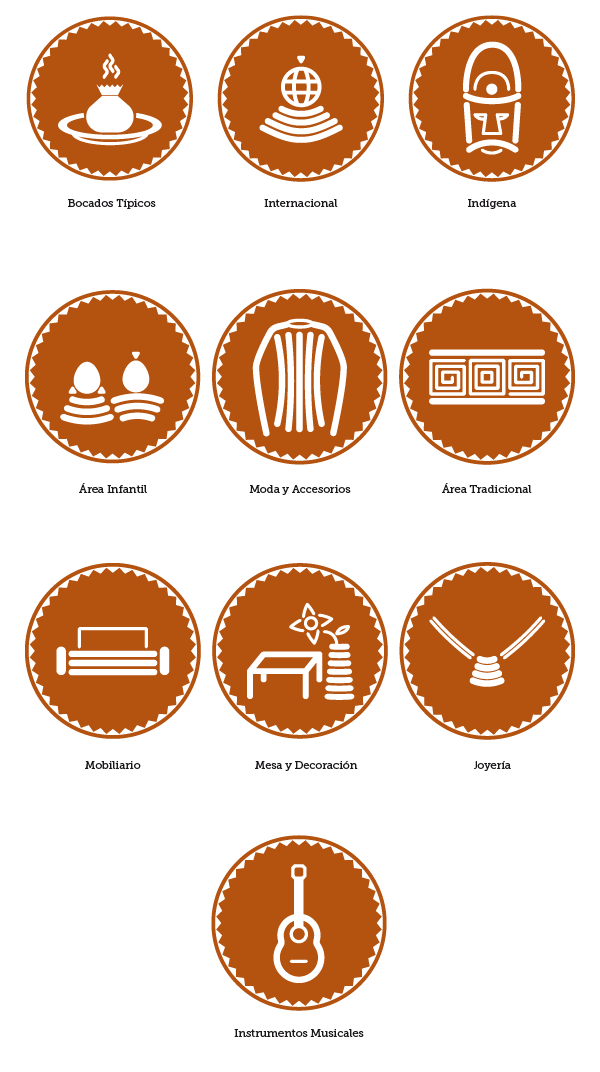 Bocados Típicos
Internacional
Indígena
Área Infantil
Moda y Accesorios
Área Tradicional
Mobiliario
Mesa y Decoración
Joyería
Instrumentos Musicales